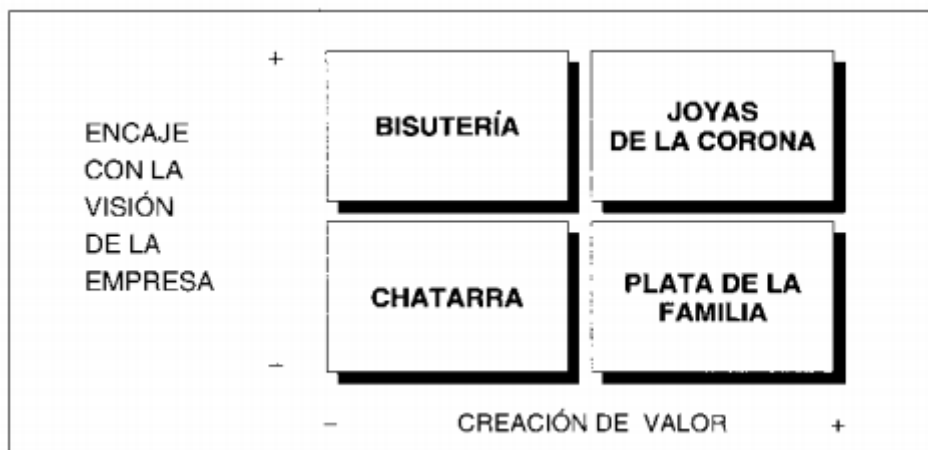 +
BISUTERÍA
JOYAS
DE LA CORONA
ENCAJE
CON LA
VISIÓN
DE LA
EMPRESA
CHATARRA
PLATA DE LA
FAMILIA
–
– CREACIÓN DE VALOR +